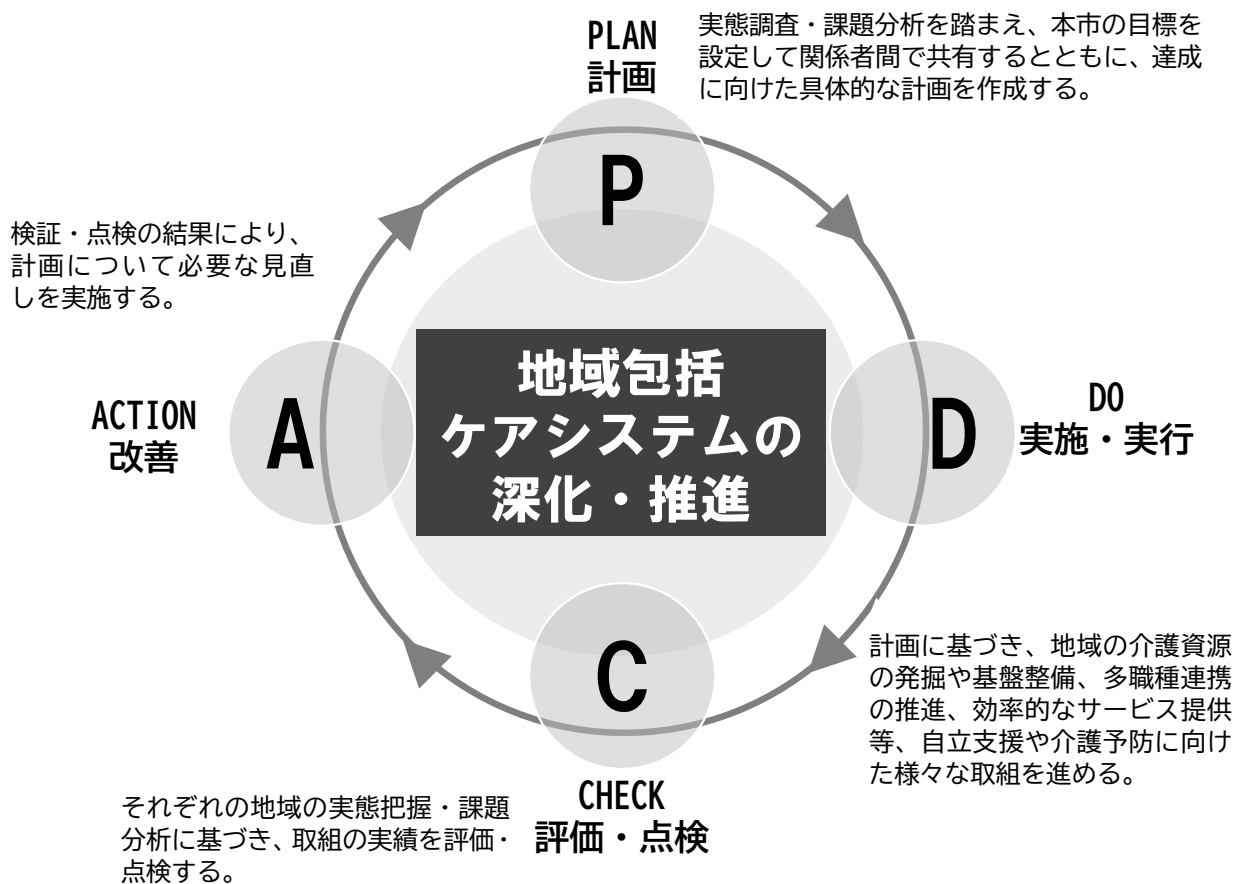 PLAN
計画
実態調査・課題分析を踏まえ、本市の目標を
設定して関係者間で共有するとともに、達成
に向けた具体的な計画を作成する。
P
検証・点検の結果により、
計画について必要な見直
しを実施する。
ACTION
改善
A
地域包括
ケアシステムの
深化・推進
D
DO
実施・実行
計画に基づき、地域の介護資源
の発掘や基盤整備、多職種連携
の推進、効率的なサービス提供
等、自立支援や介護予防に向け
た様々な取組を進める。
C
CHECK
評価・点検
それぞれの地域の実態把握・課題
分析に基づき、取組の実績を評価・
点検する。